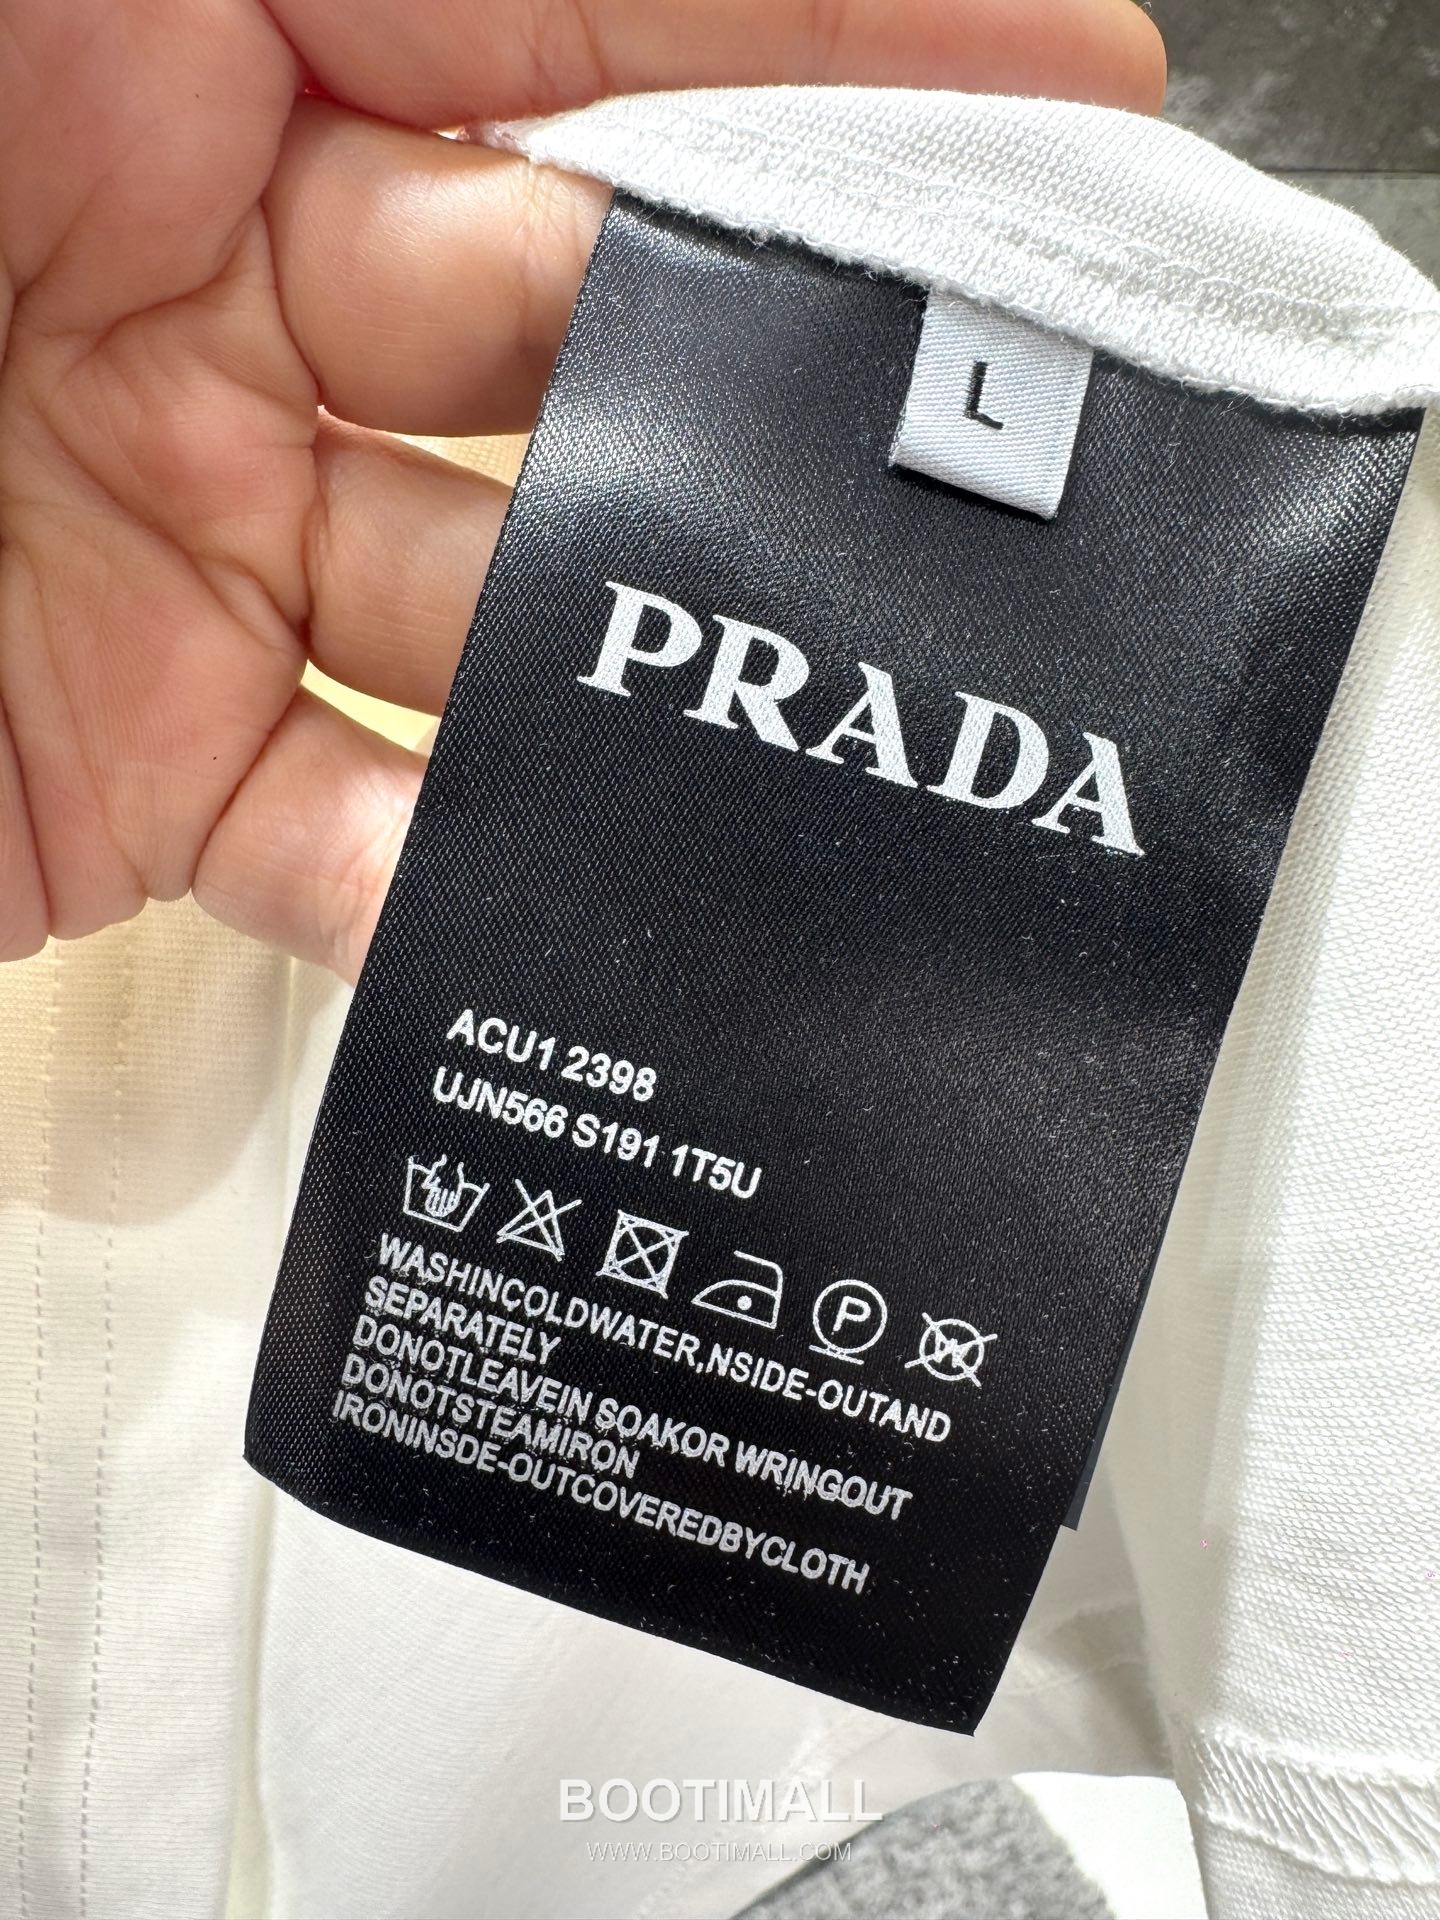 L
PRADA
ACU1 2398
UJN566 S191 1T5U
P
W
WASHINCOLDWATER,NSIDE-OUTAND
SEPARATELY
DONOTLEAVEIN SOAKOR WRINGOUT
DONOTSTEAMIRON
IRONINSDE-OUTCOVEREDBYCLOTH
BOOTIMALL
WWW.BOOTIMALL.COM